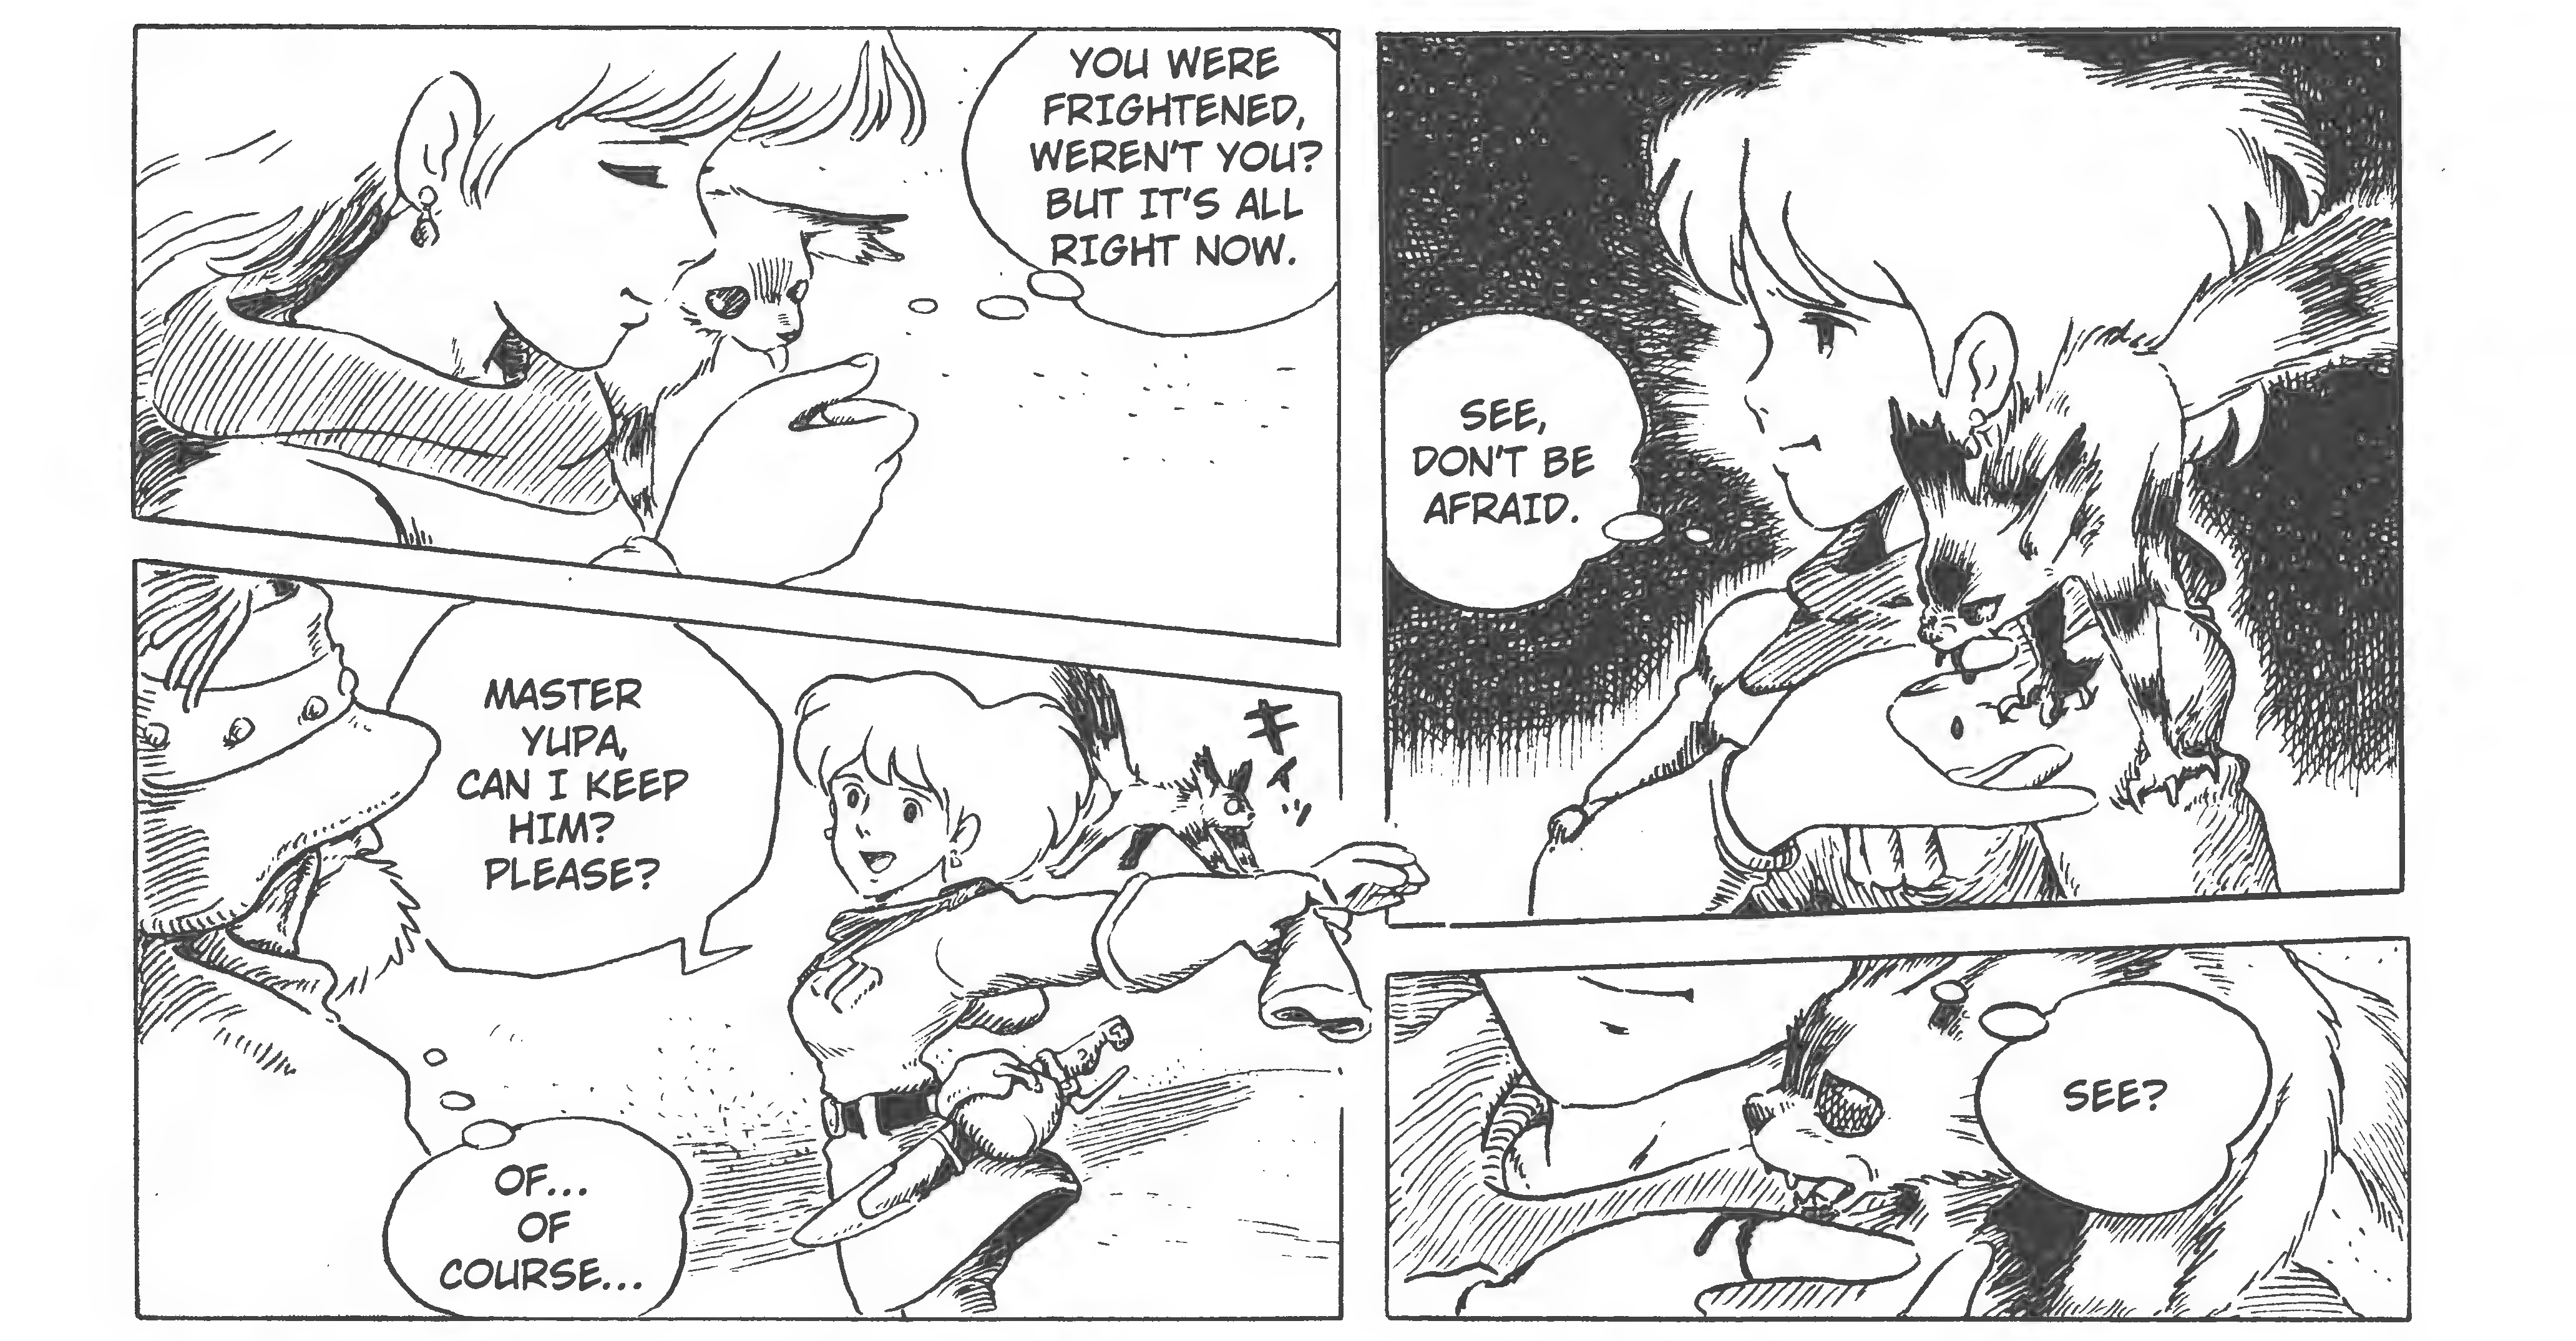 SEE,
DON'T BE
AFRAID.
SEE?
YOU WERE
FRIGHTENED,
WEREN'T YOU?
BUT IT'S ALL
RIGHT NOW.
MASTER
YUPA,
CAN I KEEP
HIM?
PLEASE?
キィッ
OF...
OF
COURSE...